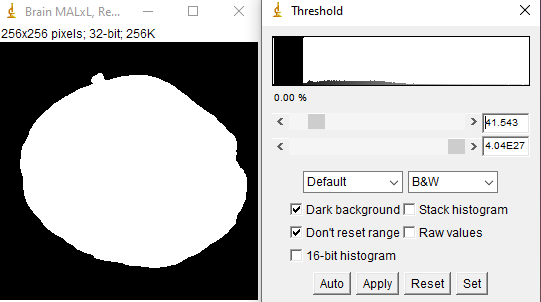 Brain MALxL, Re...
256x256 pixels; 32-bit; 256K
Threshold
0.00 %
41.543
4.04E27
Default
B&W
Dark background
Stack histogram
Don't reset range
Raw values
16-bit histogram
Auto
Apply
Reset
Set